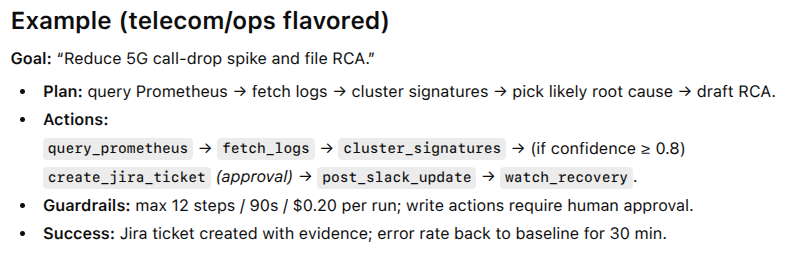 Example (telecom/ops flavored)
Goal: “Reduce 5G call-drop spike and file RCA.”
• Plan: query Prometheus → fetch logs → cluster signatures → pick likely root cause → draft RCA.
• Actions:
query_prometheus → fetch_logs → cluster_signatures → (if confidence ≥ 0.8)
create_jira_ticket (approval) → post_slack_update → watch_recovery.
• Guardrails: max 12 steps / 90s / $0.20 per run; write actions require human approval.
• Success: Jira ticket created with evidence; error rate back to baseline for 30 min.